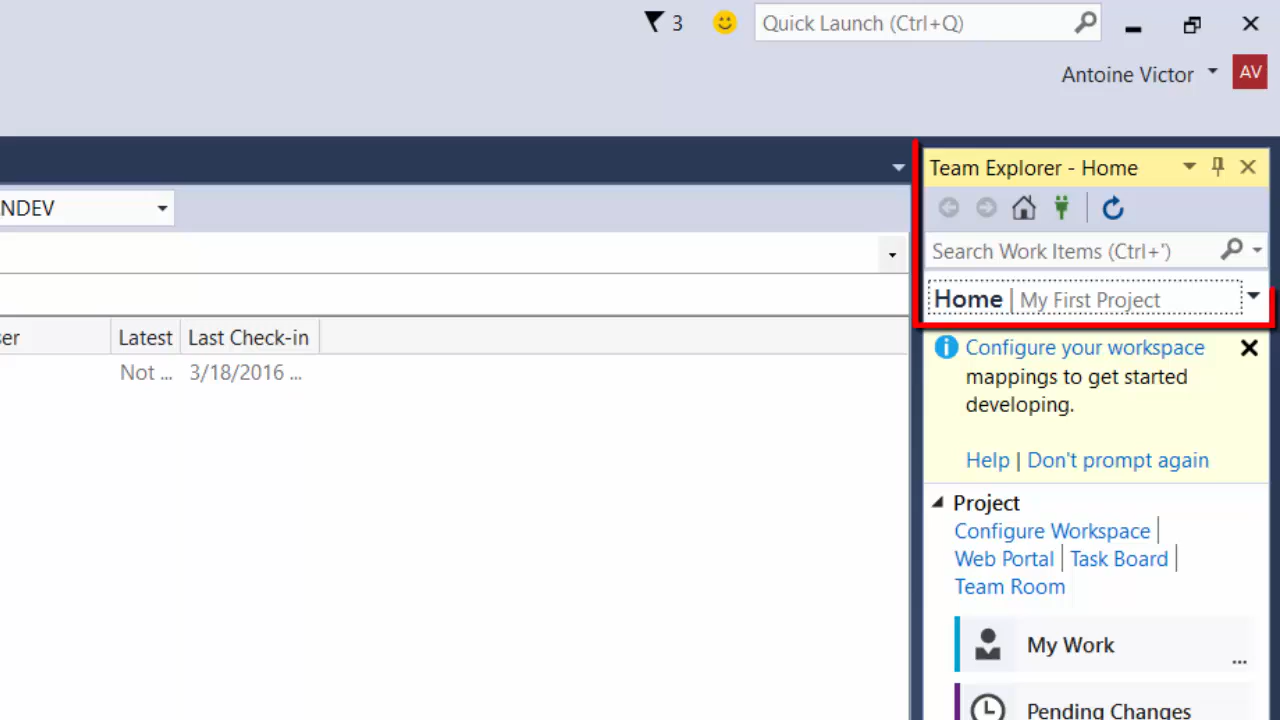 3
Quick Launch (Ctrl+Q)
Antoine Victor
AV
Team Explorer - Home
NDEV
Search Work Items (Ctrl+')
Home | My First Project
er
Latest
Last Check-in
Not ...
3/18/2016 ...
Configure your workspace
mappings to get started
developing.
Help | Don't prompt again
Project
Configure Workspace
Web Portal
Task Board
Team Room
My Work
...
Pending Changes